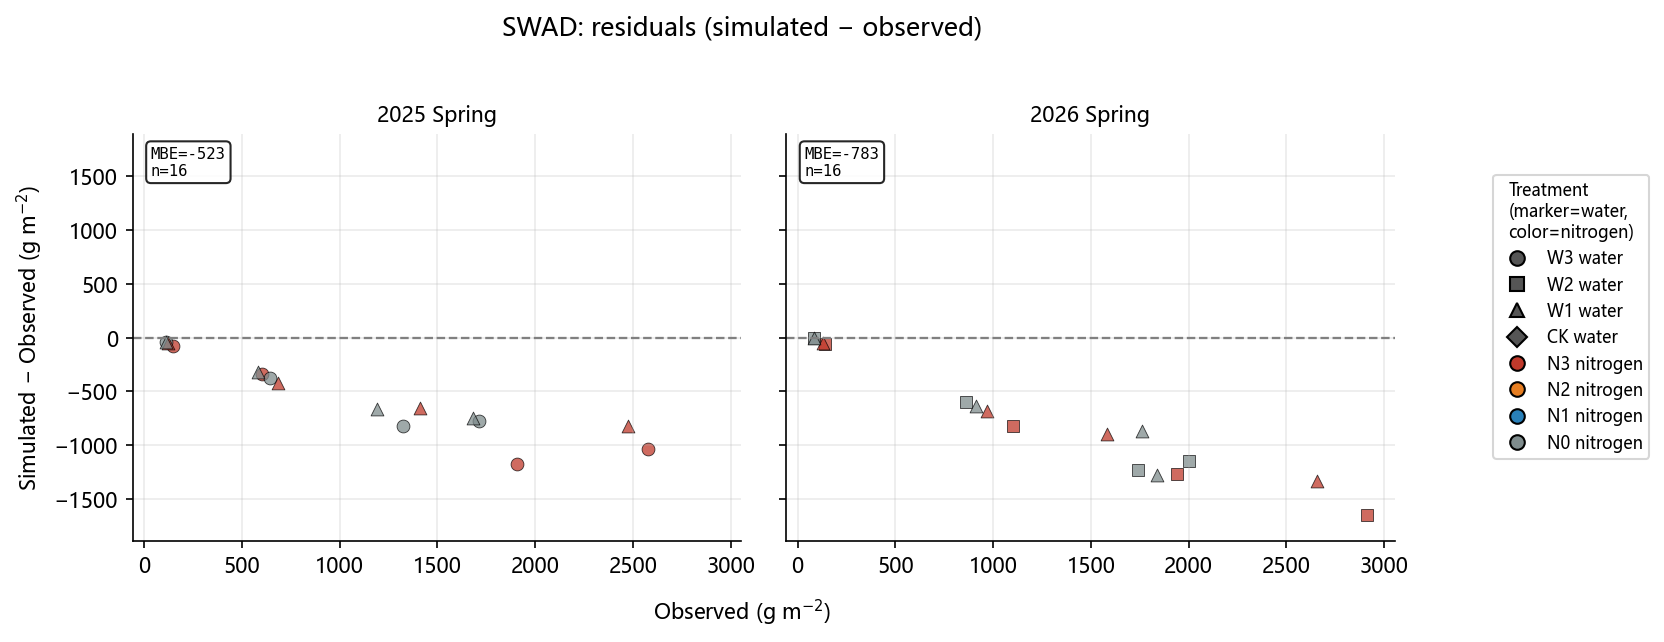 SWAD: residuals (simulated − observed)
2025 Spring
2026 Spring
MBE=-523
n=16
MBE=-783
n=16
Simulated − Observed (g m⁻²)
1500
1000
500
0
−500
−1000
−1500
0 500 1000 1500 2000 2500 3000
0 500 1000 1500 2000 2500 3000
Observed (g m⁻²)
Treatment
(marker=water,
color=nitrogen)
W3 water
W2 water
W1 water
CK water
N3 nitrogen
N2 nitrogen
N1 nitrogen
N0 nitrogen